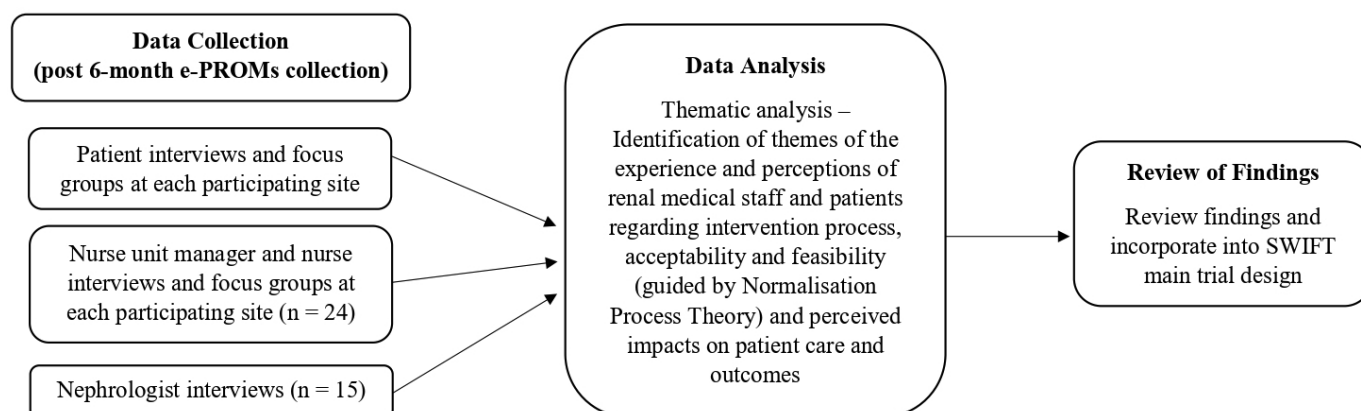 Data Collection
(post 6-month e-PROMs collection)
Patient interviews and focus
groups at each participating site
Nurse unit manager and nurse
interviews and focus groups at
each participating site (n = 24)
Nephrologist interviews (n = 15)
Data Analysis
Thematic analysis –
Identification of themes of the
experience and perceptions of
renal medical staff and patients
regarding intervention process,
acceptability and feasibility
(guided by Normalisation
Process Theory) and perceived
impacts on patient care and
outcomes
Review of Findings
Review findings and
incorporate into SWIFT
main trial design